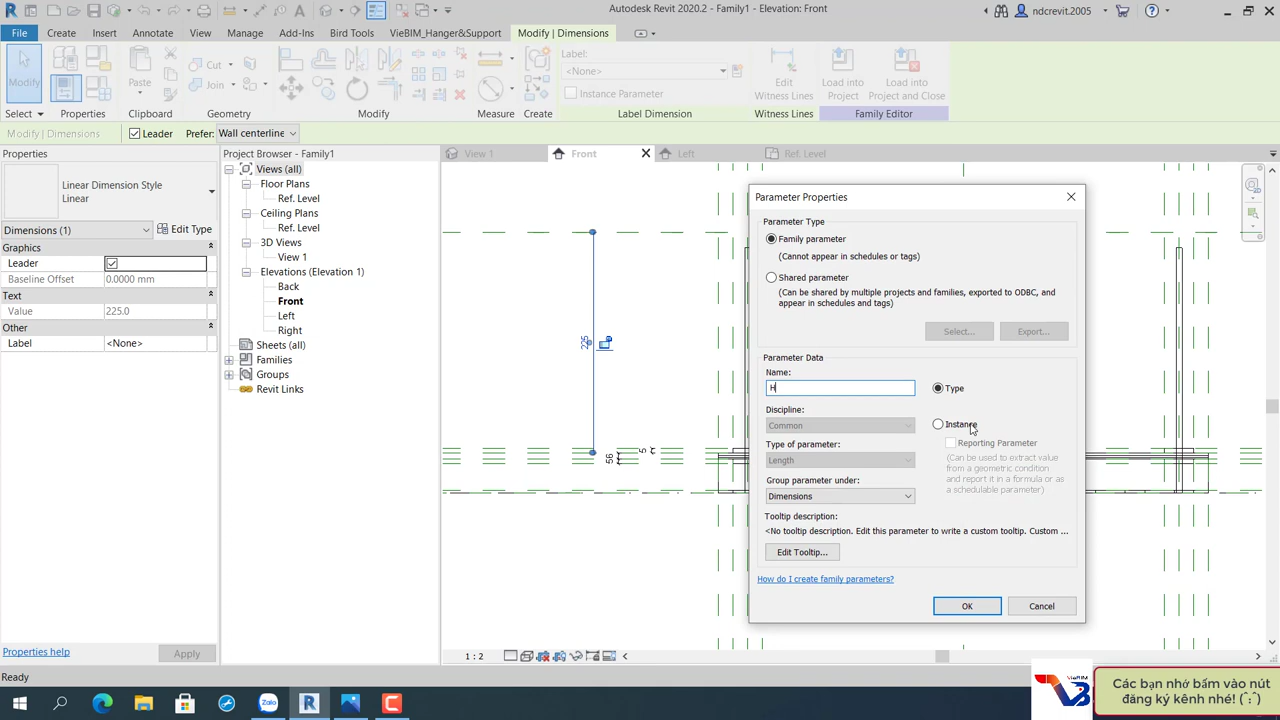 Autodesk Revit 2020.2 - Family1 - Elevation: Front
ndcrevit.2005
File Create Insert Annotate View Manage Add-Ins Bird Tools VieBIM_Hanger&Support Modify | Dimensions
Label:
<None>
Instance Parameter
Modify
Paste
Cut
Join
Edit Witness Lines
Load into Project
Load into Project and Close
Select Properties Clipboard Geometry Modify Measure Create Label Dimension Witness Lines Family Editor
Modify | Dimensions Leader Prefer: Wall centerline
Properties
Linear Dimension Style
Linear
Dimensions (1) Edit Type
Graphics
Leader
Baseline Offset 0.0000 mm
Text
Value 225.0
Other
Label <None>
Properties help Apply
Project Browser - Family1
Views (all)
Floor Plans
Ref. Level
Ceiling Plans
Ref. Level
3D Views
View 1
Elevations (Elevation 1)
Back
Front
Left
Right
Sheets (all)
Families
Groups
Revit Links
View 1 Front Left Ref. Level
225
56
5
Parameter Properties
Parameter Type
Family parameter
(Cannot appear in schedules or tags)
Shared parameter
(Can be shared by multiple projects and families, exported to ODBC, and
appear in schedules and tags)
Select... Export...
Parameter Data
Name:
H
Type
Discipline:
Common
Instance
Type of parameter:
Length
Reporting Parameter
(Can be used to extract value
from a geometric condition
and report it in a formula or as
a schedulable parameter)
Group parameter under:
Dimensions
Tooltip description:
<No tooltip description. Edit this parameter to write a custom tooltip. Custom ...
Edit Tooltip...
How do I create family parameters?
OK Cancel
1 : 2
Ready
Zalo
VieBIM
Các bạn nhớ bấm vào nút
đăng ký kênh nhé! (ˆ:ˆ)